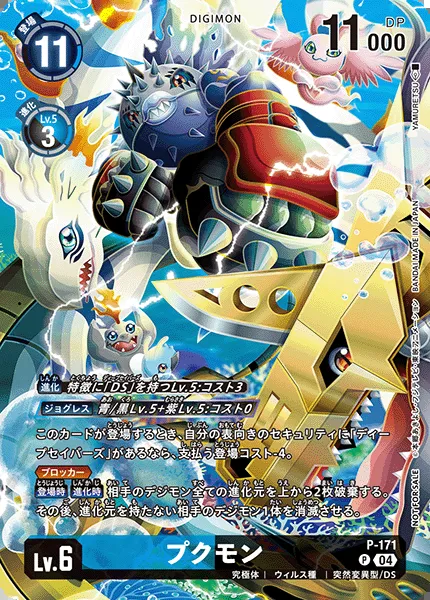 DIGIMON
登場
11
DP
11000
進化
Lv.5
3
進化 特徴に「DS」を持つLv.5:コスト3
ジョグレス 青/黒Lv.5+紫Lv.5:コスト0
このカードが登場するとき、自分の表向きのセキュリティに「ディープセイバーズ」があるなら、支払う登場コスト-4。
ブロッカー
登場時 進化時 相手のデジモン全ての進化元を上から2枚破棄する。
その後、進化元を持たない相手のデジモン1体を消滅させる。
Lv.6
プクモン
P-171
P 04
究極体 | ウィルス種 | 突然変異型/DS
YAMURETSU
BANDAI MADE IN JAPAN
NOT FOR SALE